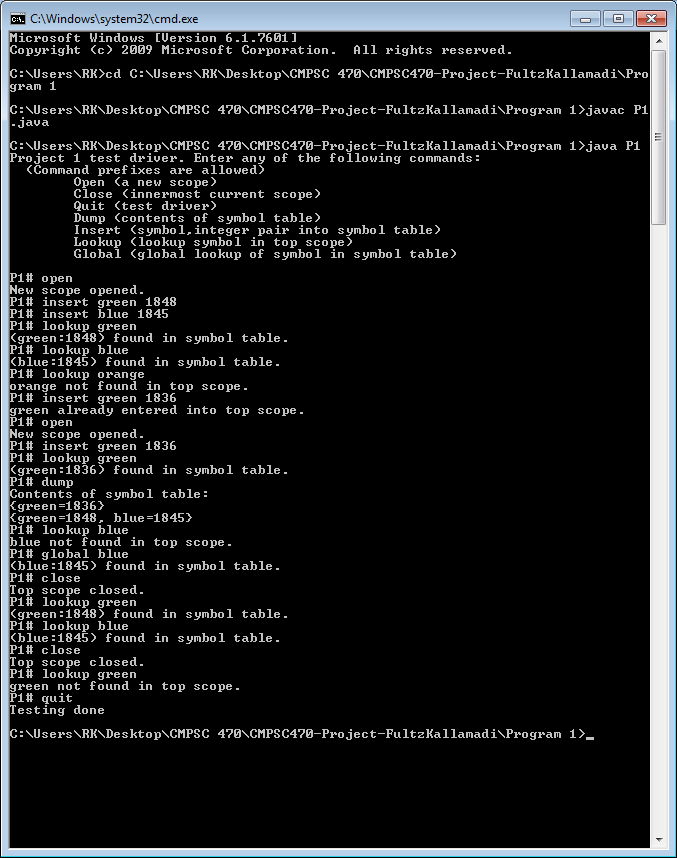 C:\Windows\system32\cmd.exe
Microsoft Windows [Version 6.1.7601]
Copyright (c) 2009 Microsoft Corporation.  All rights reserved.
C:\Users\RK>cd C:\Users\RK\Desktop\CMPSC 470\CMPSC470-Project-FultzKallamadi\Pro
gram 1
C:\Users\RK\Desktop\CMPSC 470\CMPSC470-Project-FultzKallamadi\Program 1>javac P1
.java
C:\Users\RK\Desktop\CMPSC 470\CMPSC470-Project-FultzKallamadi\Program 1>java P1
Project 1 test driver. Enter any of the following commands:
  (Command prefixes are allowed)
        Open (a new scope)
        Close (innermost current scope)
        Quit (test driver)
        Dump (contents of symbol table)
        Insert (symbol,integer pair into symbol table)
        Lookup (lookup symbol in top scope)
        Global (global lookup of symbol in symbol table)
P1# open
New scope opened.
P1# insert green 1848
P1# insert blue 1845
P1# lookup green
(green:1848) found in symbol table.
P1# lookup blue
(blue:1845) found in symbol table.
P1# lookup orange
orange not found in top scope.
P1# insert green 1836
green already entered into top scope.
P1# open
New scope opened.
P1# insert green 1836
P1# lookup green
(green:1836) found in symbol table.
P1# dump
Contents of symbol table:
{green=1836}
{green=1848, blue=1845}
P1# lookup blue
blue not found in top scope.
P1# global blue
(blue:1845) found in symbol table.
P1# close
Top scope closed.
P1# lookup green
(green:1848) found in symbol table.
P1# lookup blue
(blue:1845) found in symbol table.
P1# close
Top scope closed.
P1# lookup green
green not found in top scope.
P1# quit
Testing done
C:\Users\RK\Desktop\CMPSC 470\CMPSC470-Project-FultzKallamadi\Program 1>_